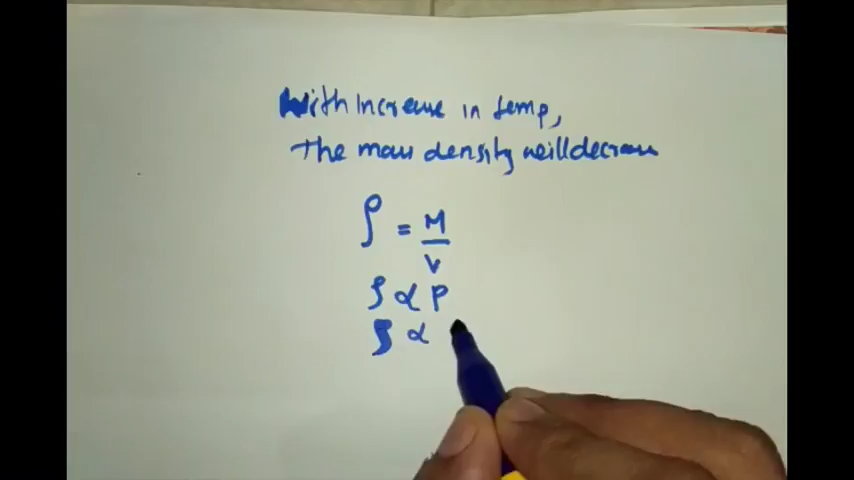 With increase in temp,
The mass density will decrease
ρ = M/V
ρ ∝ P
ρ ∝